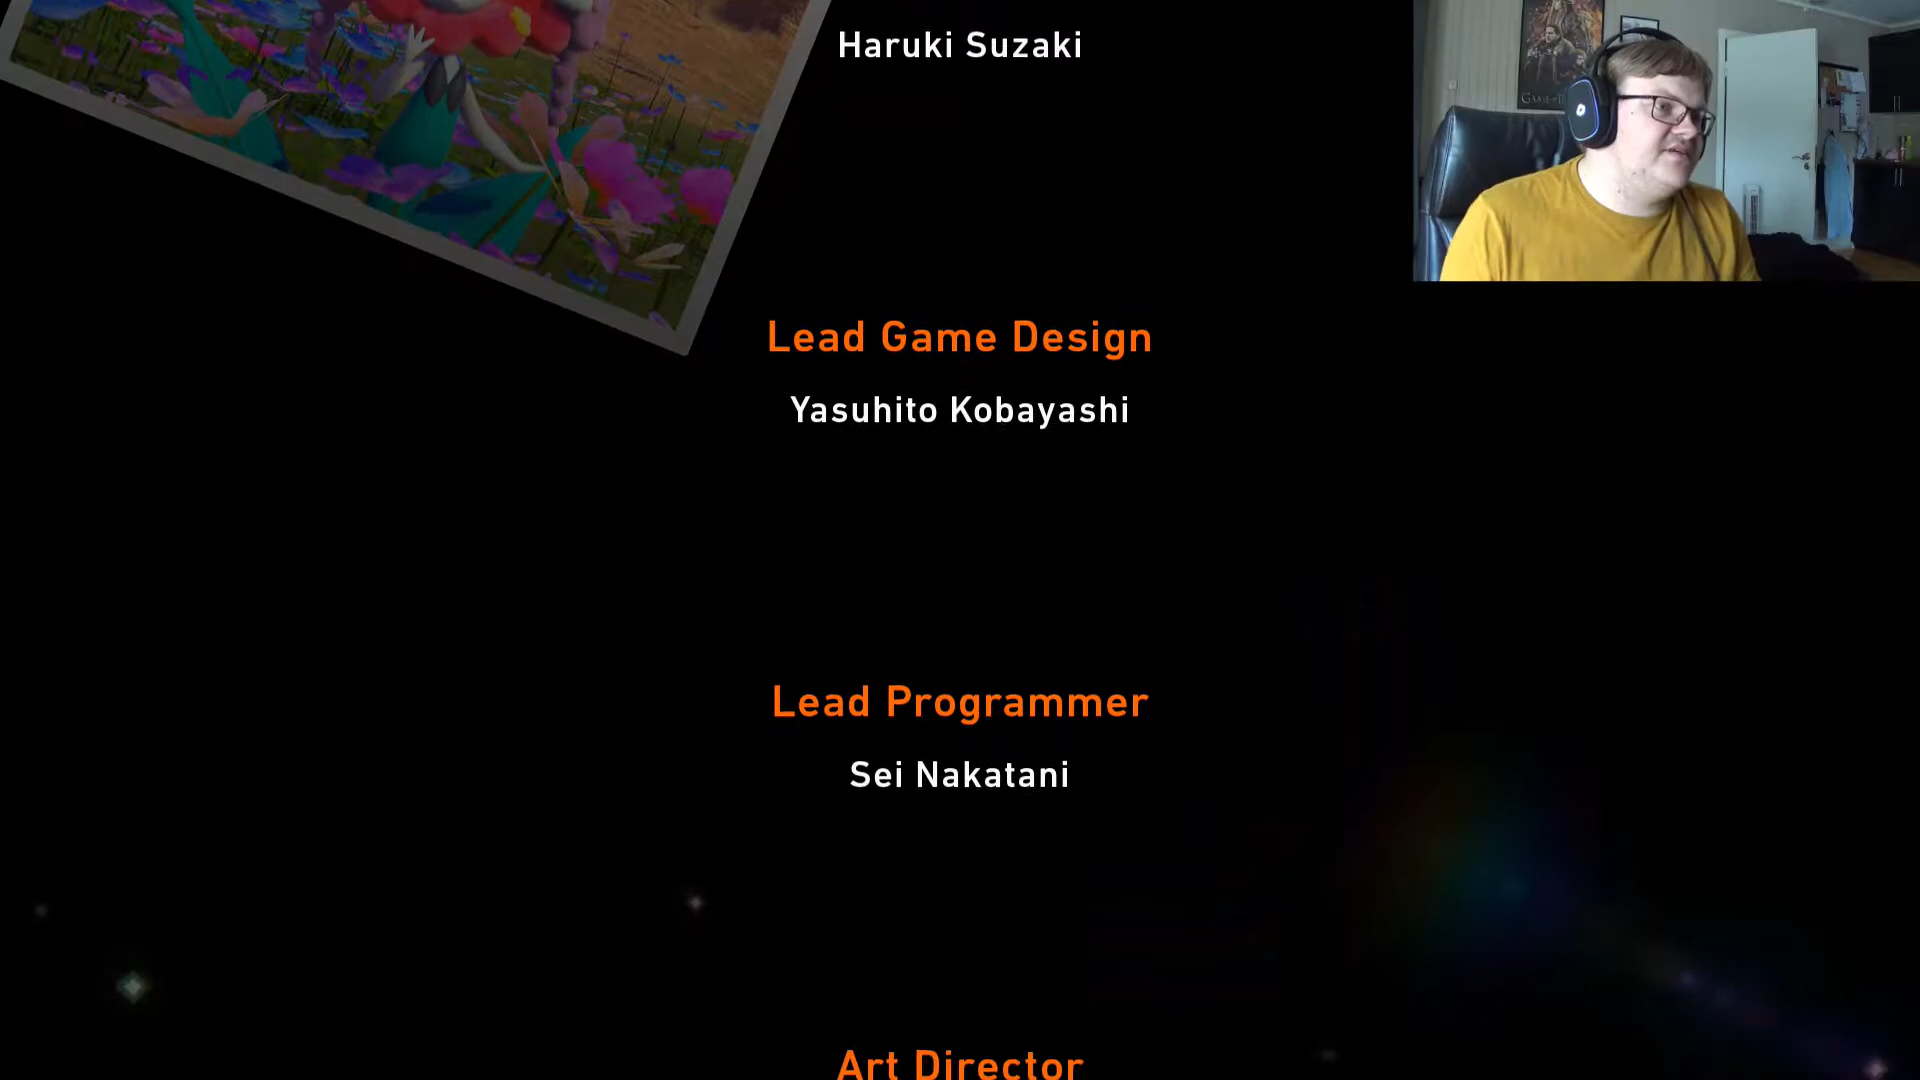 Haruki Suzaki
Lead Game Design
Yasuhito Kobayashi
Lead Programmer
Sei Nakatani
Art Director